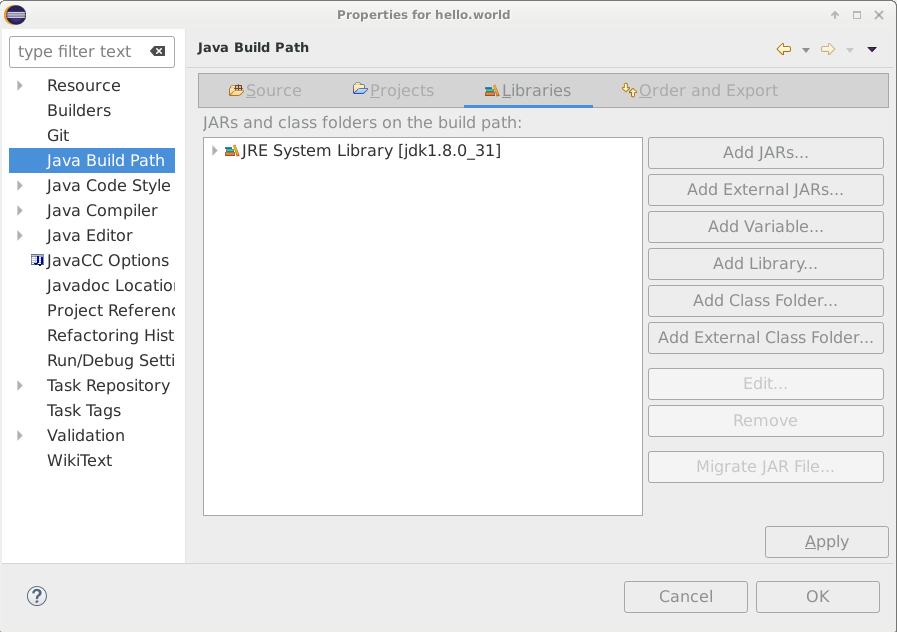 Properties for hello.world
type filter text
Resource
Builders
Git
Java Build Path
Java Code Style
Java Compiler
Java Editor
JavaCC Options
Javadoc Location
Project Referenc
Refactoring Hist
Run/Debug Setti
Task Repository
Task Tags
Validation
WikiText
Java Build Path
Source Projects Libraries Order and Export
JARs and class folders on the build path:
JRE System Library [jdk1.8.0_31]
Add JARs...
Add External JARs...
Add Variable...
Add Library...
Add Class Folder...
Add External Class Folder...
Edit...
Remove
Migrate JAR File...
Apply
?
Cancel OK